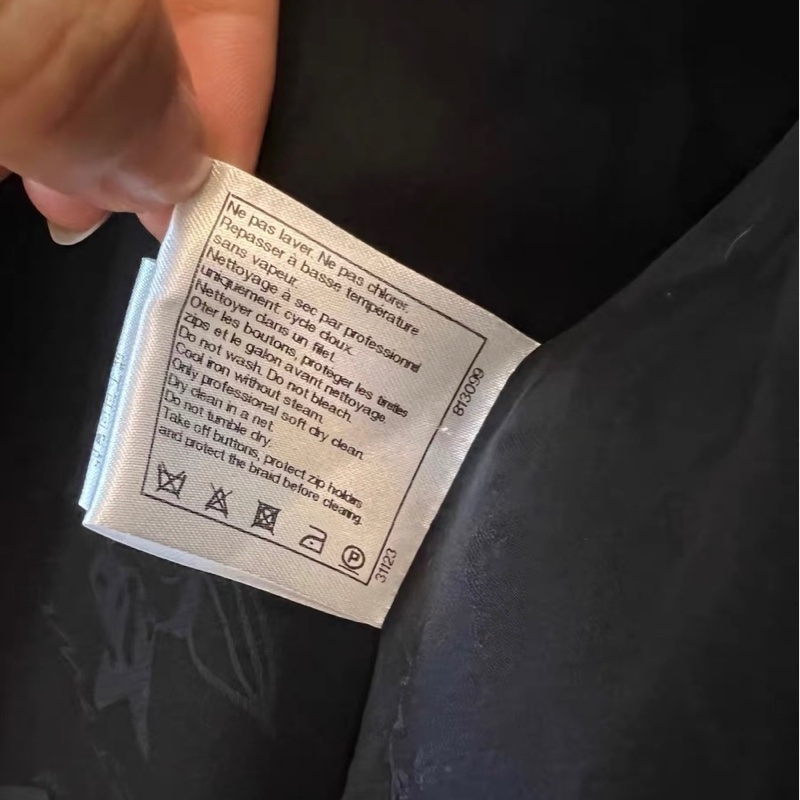 Ne pas laver. Ne pas chlorer.
Repasser à basse température
sans vapeur.
Nettoyage à sec par professionnel
uniquement. cycle doux.
Nettoyer dans un filet.
Oter les boutons, protéger les tirettes
zips et le galon avant nettoyage.
Do not wash. Do not bleach.
Cool iron without steam.
Only professional soft dry clean.
Dry clean in a net.
Do not tumble dry.
Take off buttons, protect zip holders
and protect the braid before cleaning.
P
813099
31123